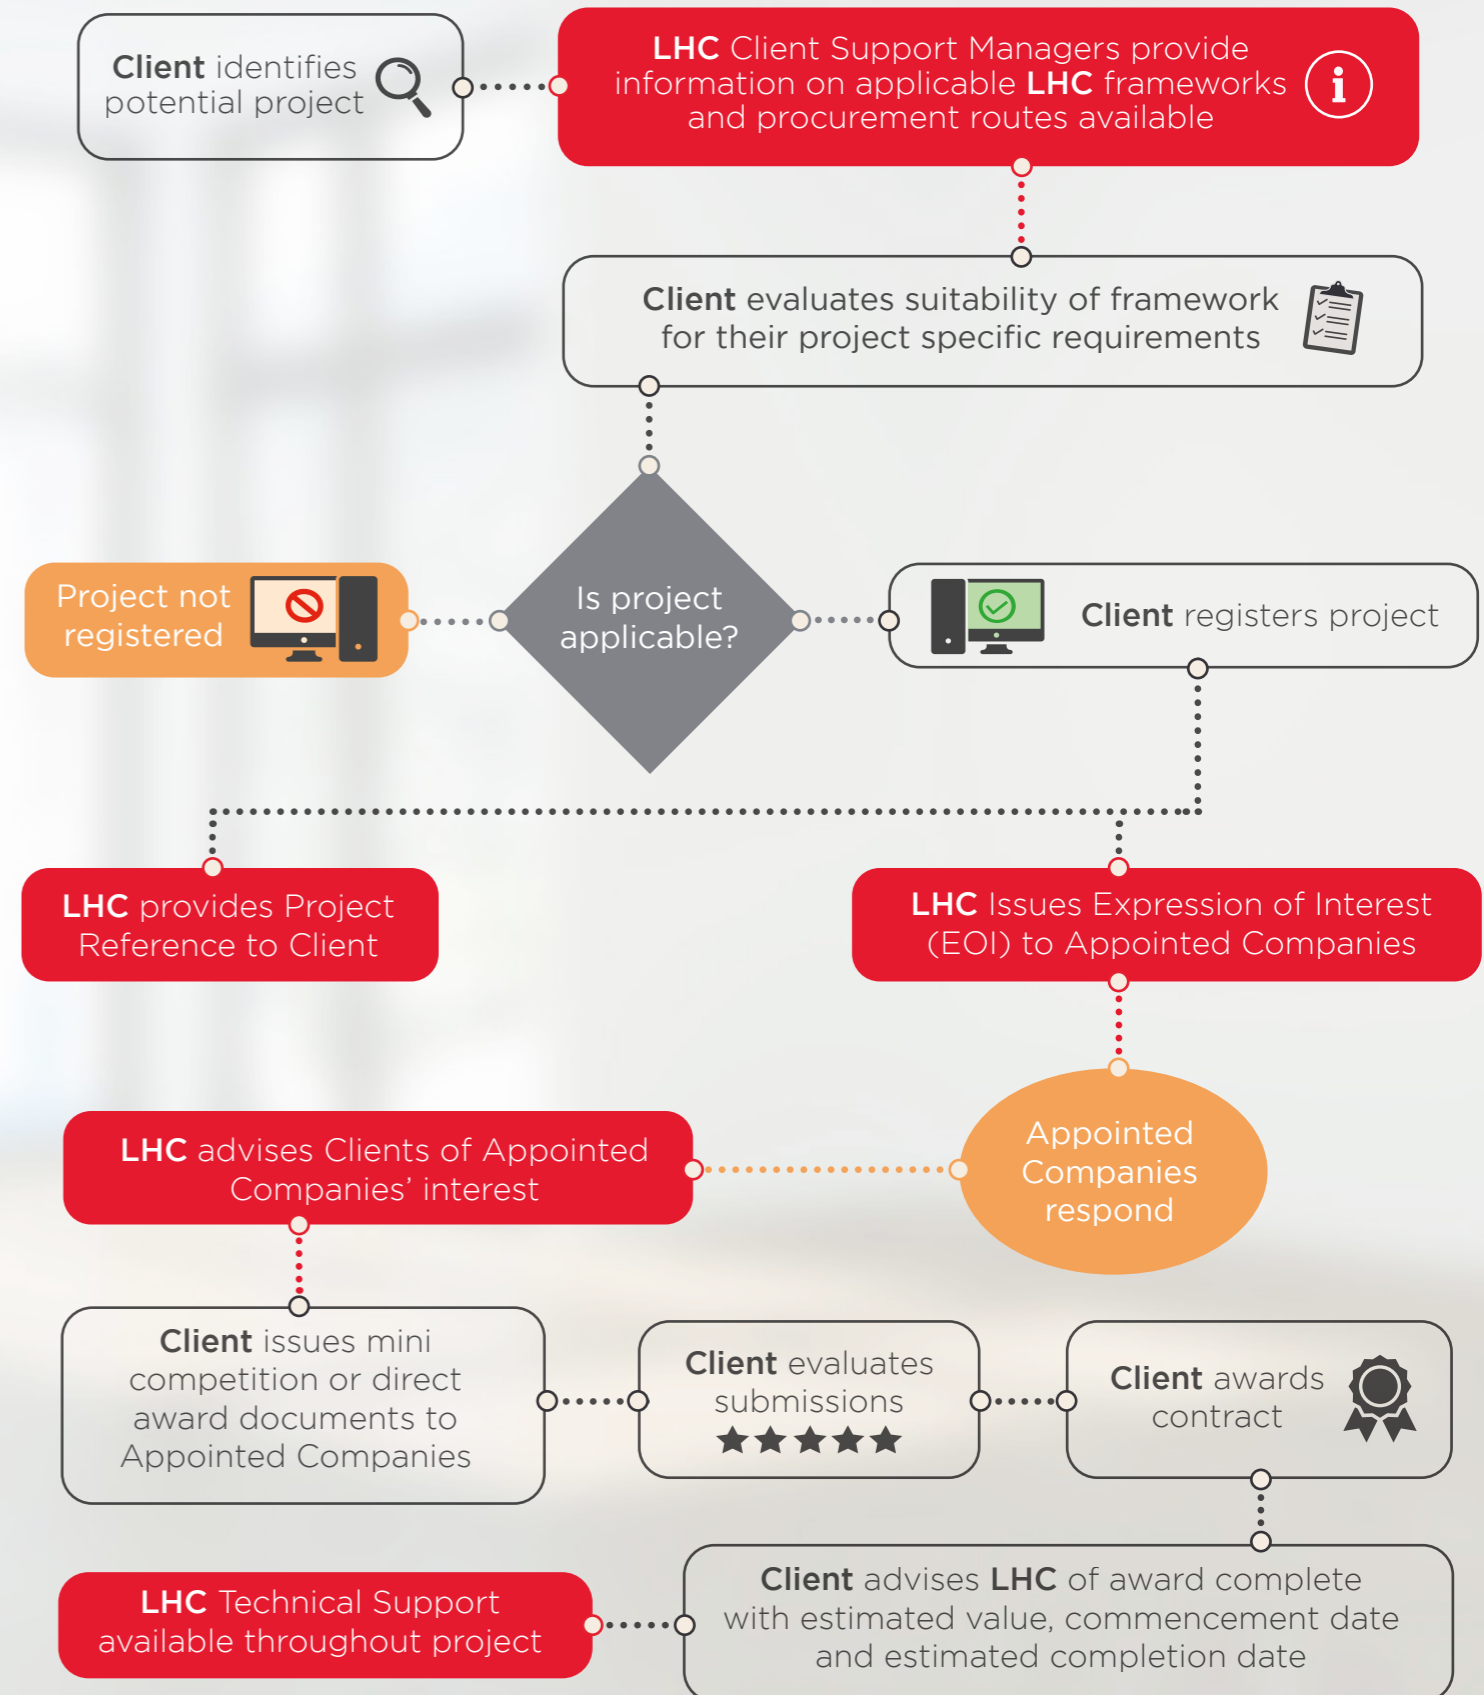 Client identifies
potential project
LHC Client Support Managers provide
information on applicable LHC frameworks
and procurement routes available
i
Client evaluates suitability of framework
for their project specific requirements
Is project
applicable?
Project not
registered
Client registers project
LHC provides Project
Reference to Client
LHC Issues Expression of Interest
(EOI) to Appointed Companies
Appointed
Companies
respond
LHC advises Clients of Appointed
Companies’ interest
Client issues mini
competition or direct
award documents to
Appointed Companies
Client evaluates
submissions
Client awards
contract
Client advises LHC of award complete
with estimated value, commencement date
and estimated completion date
LHC Technical Support
available throughout project